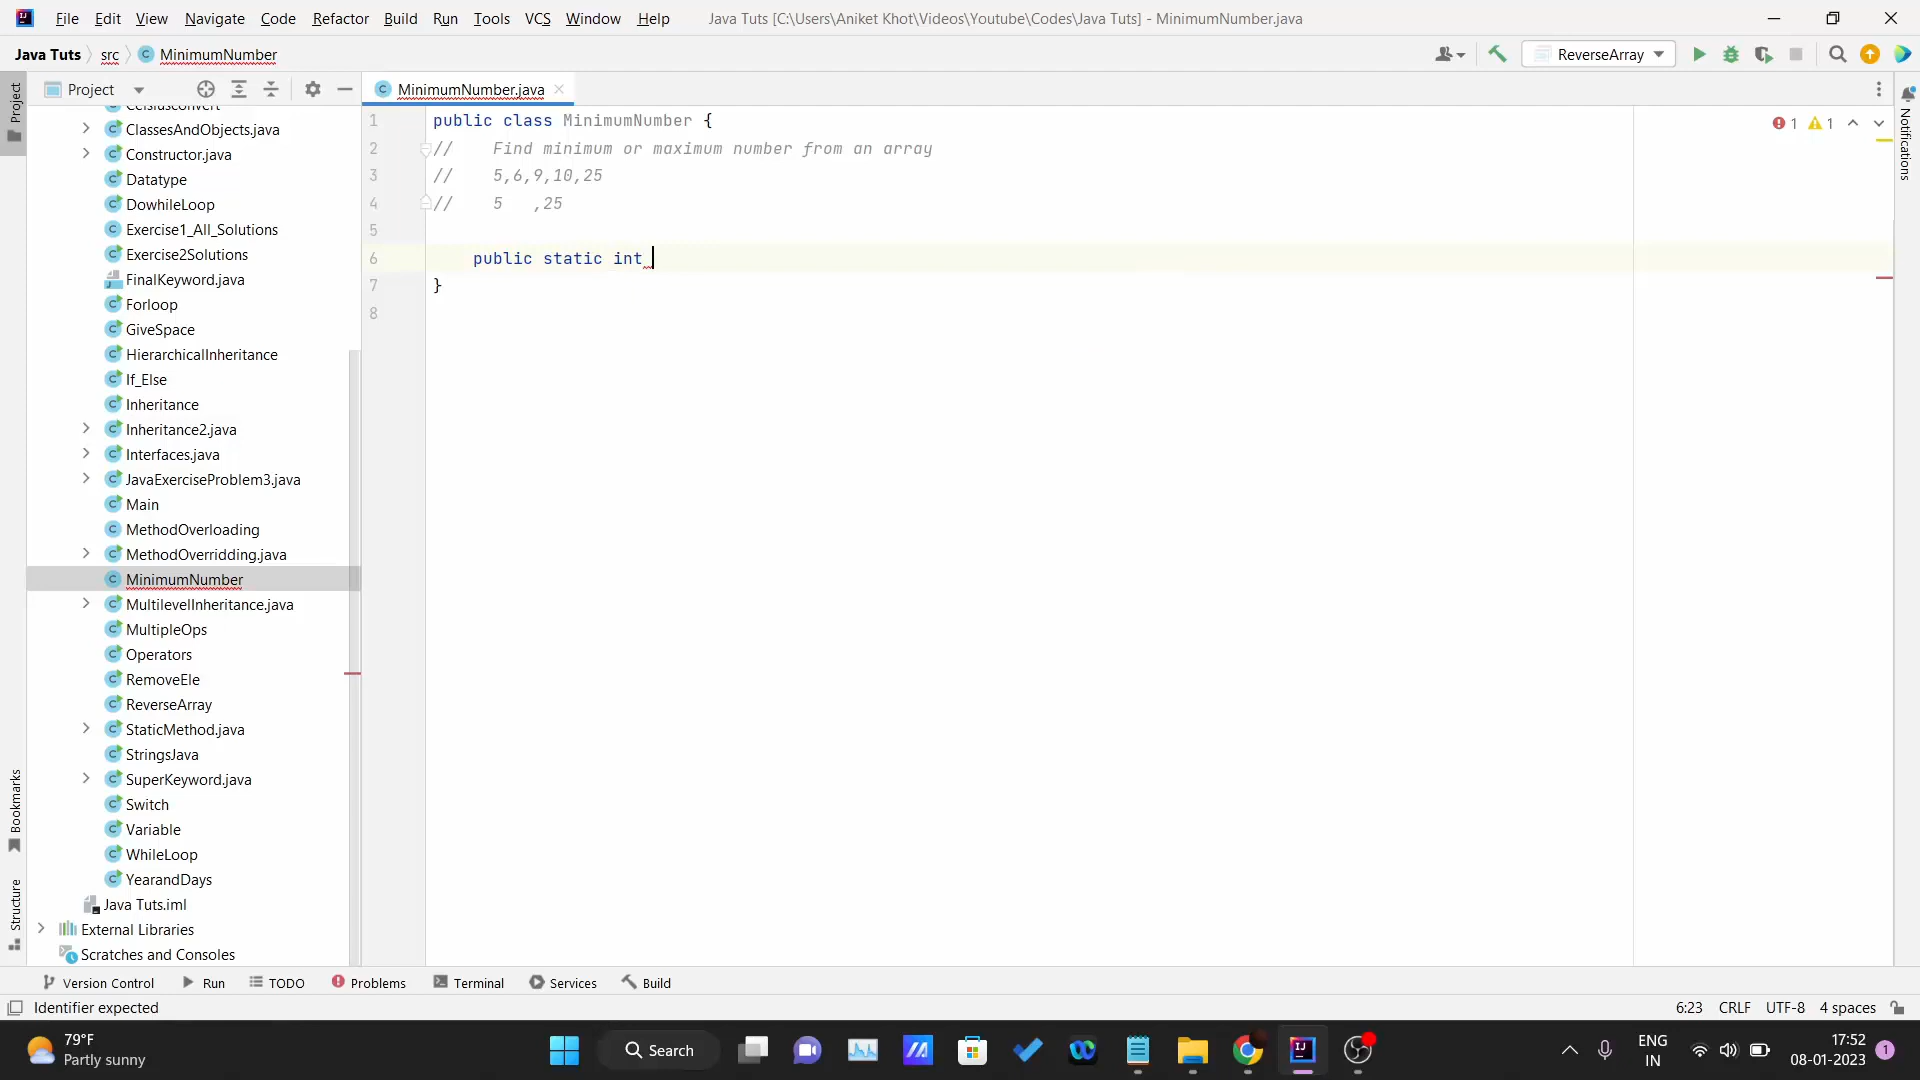 File Edit View Navigate Code Refactor Build Run Tools VCS Window Help Java Tuts [C:\Users\Aniket Khot\Videos\Youtube\Codes\Java Tuts] - MinimumNumber.java
Java Tuts src MinimumNumber ReverseArray
Project MinimumNumber.java
Project
Notifications
Bookmarks
Structure
CelsiusConvert
ClassesAndObjects.java
Constructor.java
Datatype
DowhileLoop
Exercise1_All_Solutions
Exercise2Solutions
FinalKeyword.java
Forloop
GiveSpace
HierarchicalInheritance
If_Else
Inheritance
Inheritance2.java
Interfaces.java
JavaExerciseProblem3.java
Main
MethodOverloading
MethodOverridding.java
MinimumNumber
MultilevelInheritance.java
MultipleOps
Operators
RemoveEle
ReverseArray
StaticMethod.java
StringsJava
SuperKeyword.java
Switch
Variable
WhileLoop
YearandDays
Java Tuts.iml
External Libraries
Scratches and Consoles
1 public class MinimumNumber {
2 // Find minimum or maximum number from an array
3 // 5,6,9,10,25
4 // 5 ,25
5
6 public static int
7 }
8
1 1
Version Control Run TODO Problems Terminal Services Build
Identifier expected 6:23 CRLF UTF-8 4 spaces
79°F
Partly sunny
Search
ENG
IN
17:52
08-01-2023
1